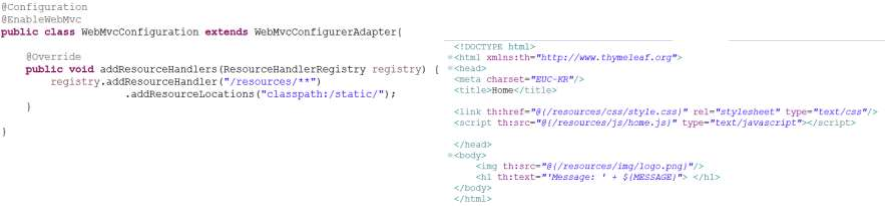 @Configuration
@EnableWebMvc
public class WebMvcConfiguration extends WebMvcConfigurerAdapter{
@Override
public void addResourceHandlers(ResourceHandlerRegistry registry) {
registry.addResourceHandler("/resources/**")
.addResourceLocations("classpath:/static/");
}
}
<!DOCTYPE html>
<html xmlns:th="http://www.thymeleaf.org">
<head>
<meta charset="EUC-KR"/>
<title>Home</title>
<link th:href="@{/resources/css/style.css}" rel="stylesheet" type="text/css"/>
<script th:src="@{/resources/js/home.js}" type="text/javascript"></script>
</head>
<body>
<img th:src="@{/resources/img/logo.png}"/>
<h1 th:text="'Message: ' + ${MESSAGE}"> </h1>
</body>
</html>